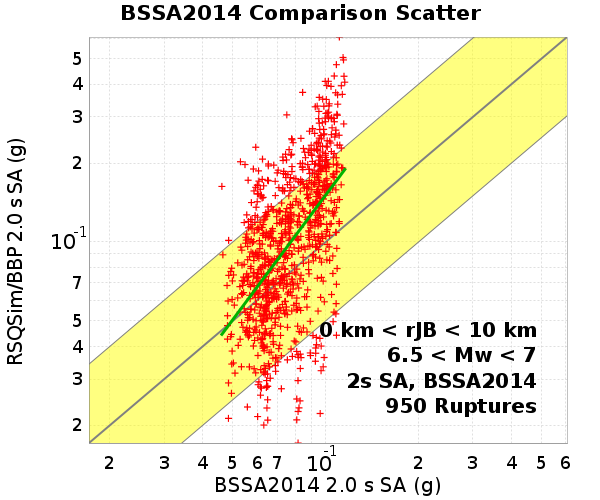 BSSA2014 Comparison Scatter
RSQSim/BBP 2.0 s SA (g)
5
4
3
2
10-1
7
5
4
3
2
0 km < rJB < 10 km
6.5 < Mw < 7
2s SA, BSSA2014
950 Ruptures
2 3 4 5 6 7 10-1 2 3 4 5 6
BSSA2014 2.0 s SA (g)